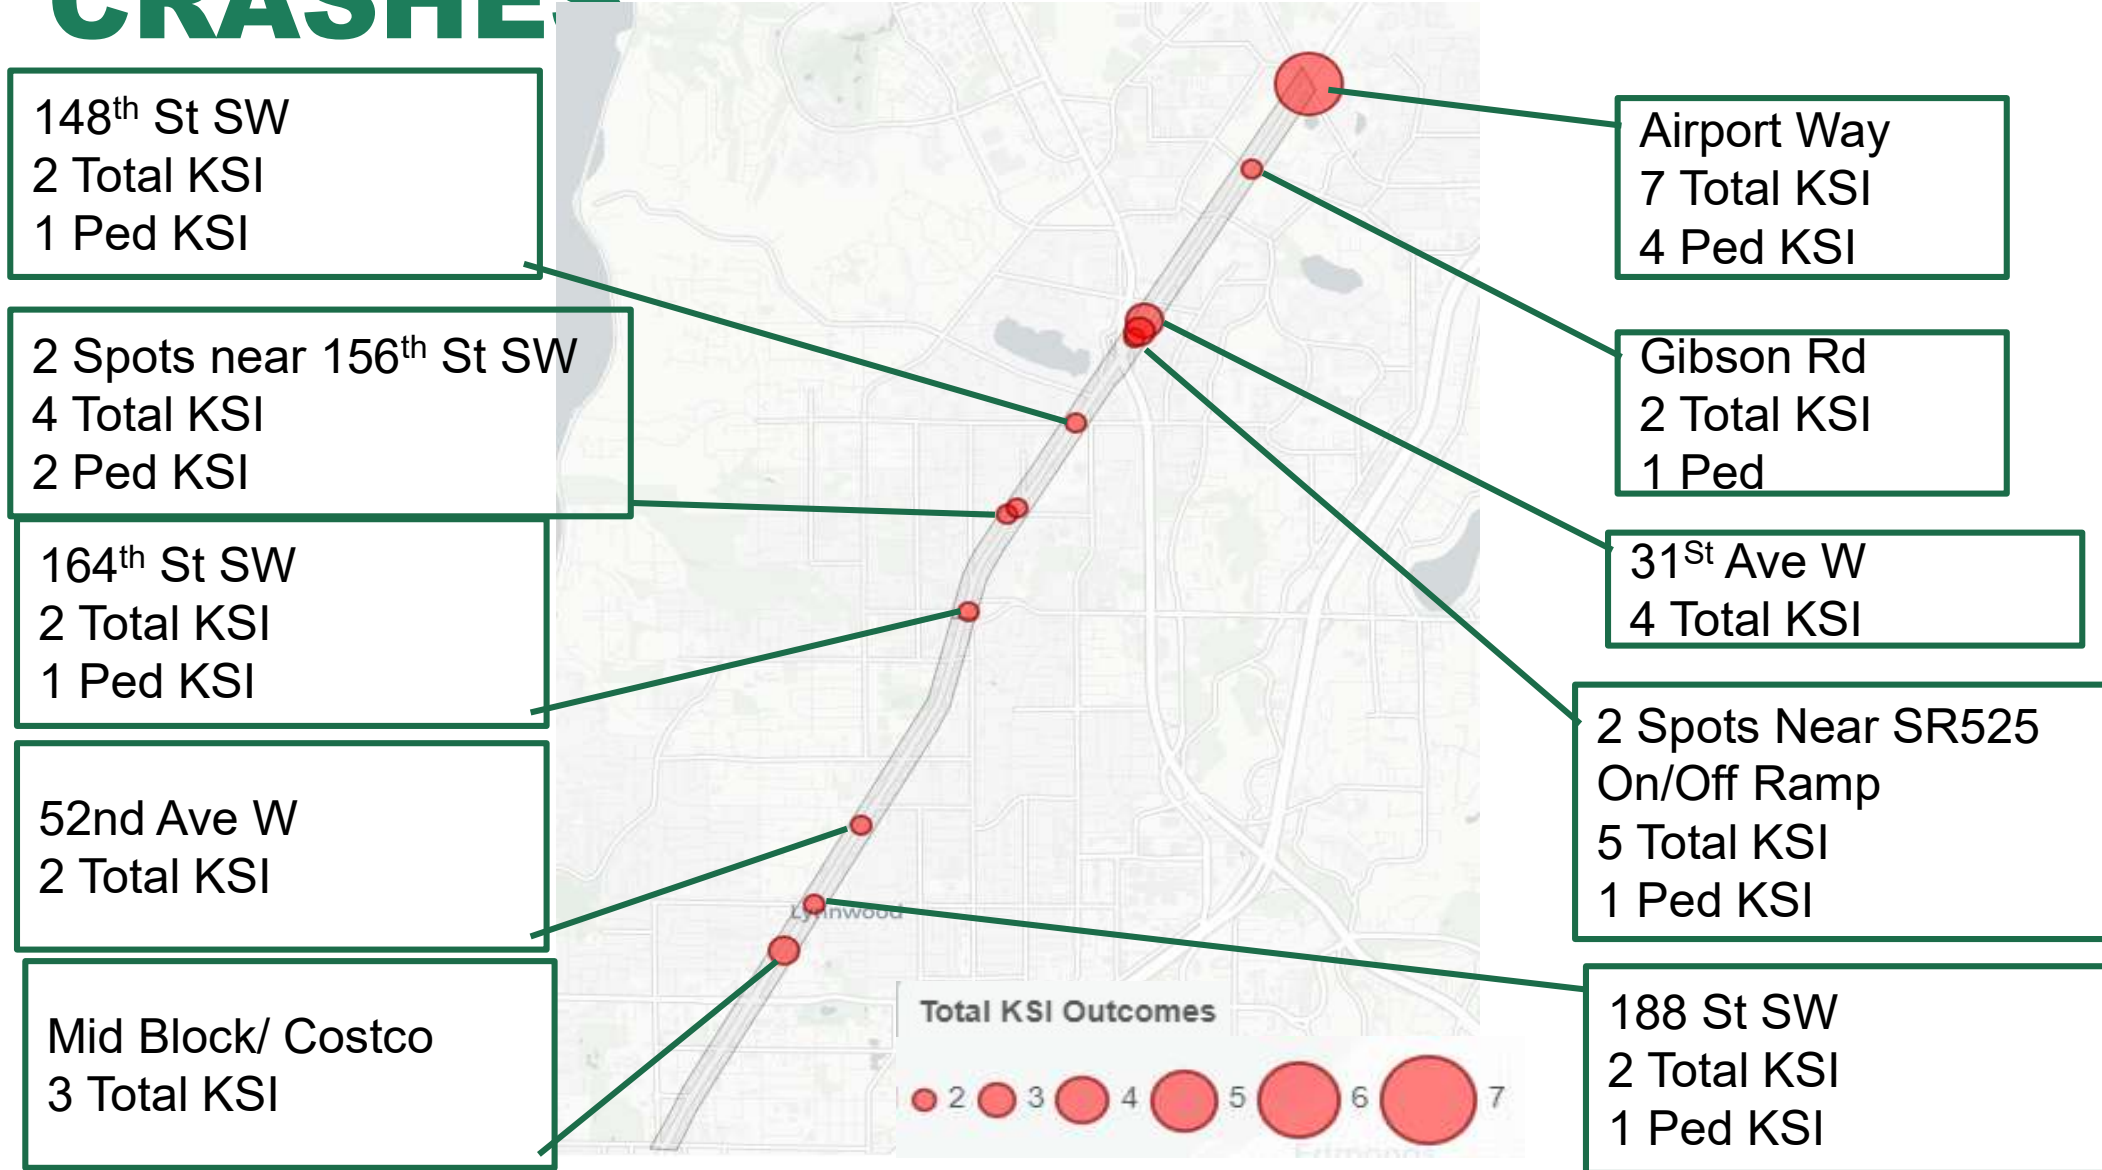 CRASHES
148th St SW
2 Total KSI
1 Ped KSI
2 Spots near 156th St SW
4 Total KSI
2 Ped KSI
164th St SW
2 Total KSI
1 Ped KSI
52nd Ave W
2 Total KSI
Mid Block/ Costco
3 Total KSI
Airport Way
7 Total KSI
4 Ped KSI
Gibson Rd
2 Total KSI
1 Ped
31St Ave W
4 Total KSI
2 Spots Near SR525
On/Off Ramp
5 Total KSI
1 Ped KSI
188 St SW
2 Total KSI
1 Ped KSI
Lynnwood
Total KSI Outcomes
2 3 4 5 6 7
Edmonds